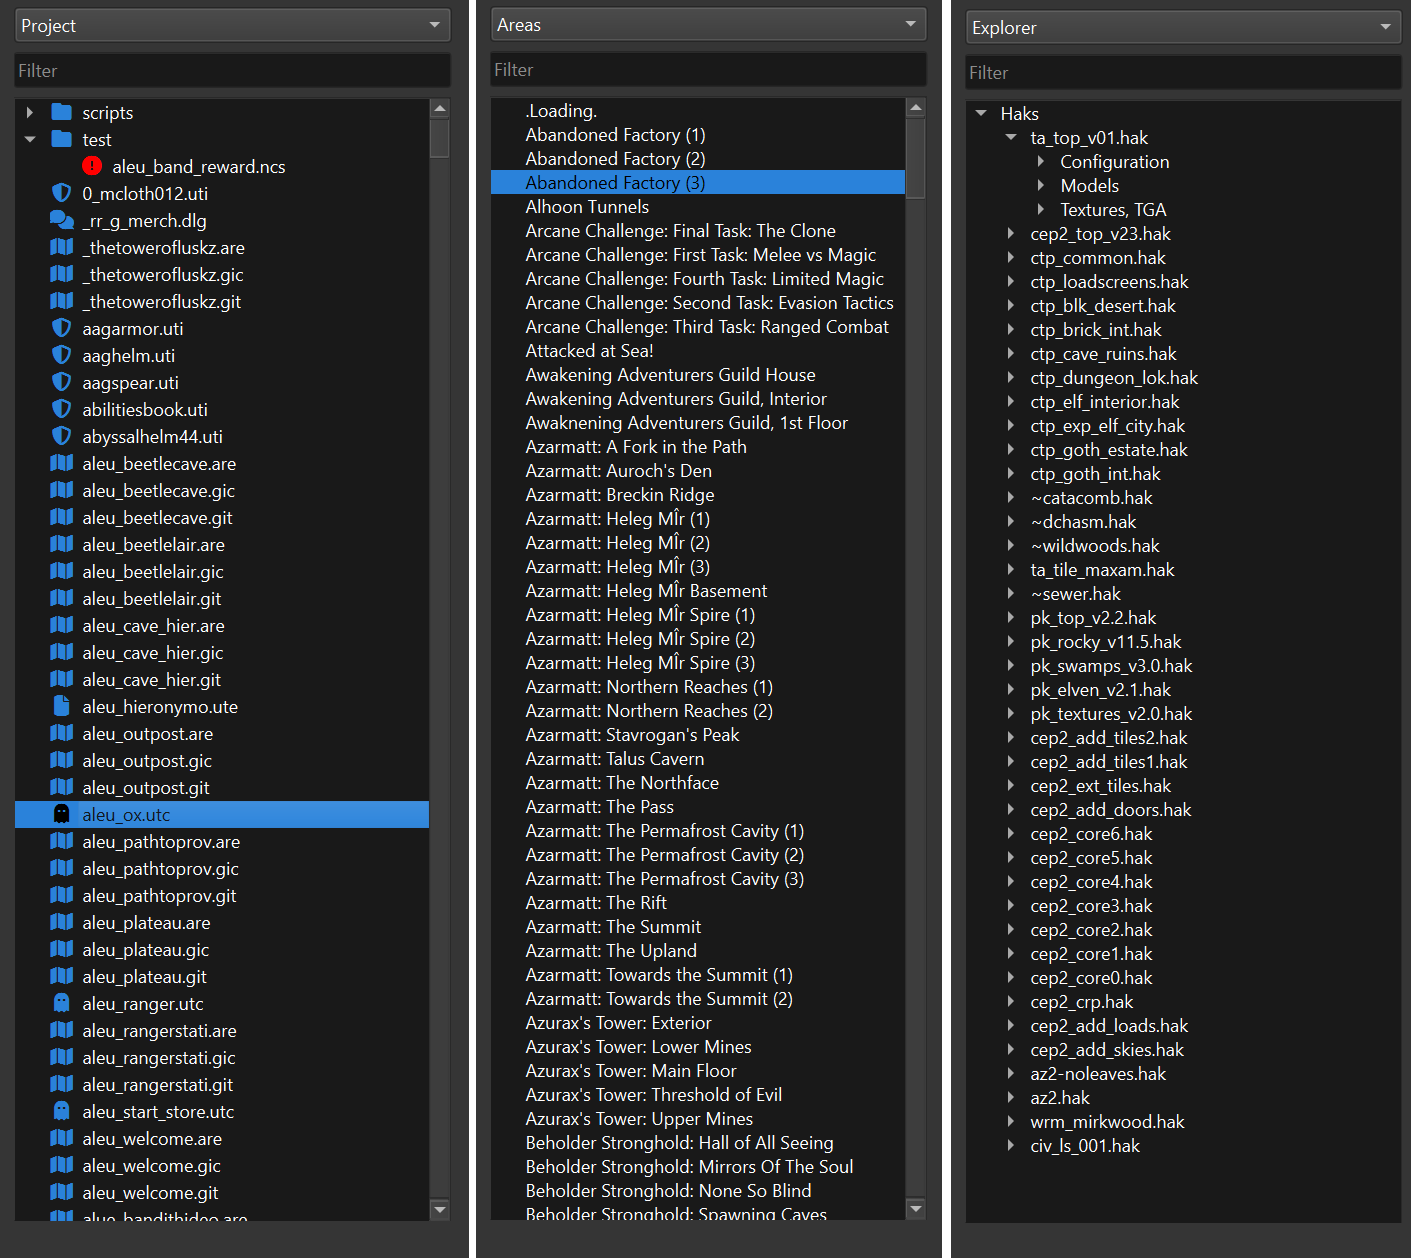 Project
Filter
scripts
test
aleu_band_reward.ncs
0_mcloth012.uti
_rr_g_merch.dlg
_thetowerofluskz.are
_thetowerofluskz.gic
_thetowerofluskz.git
aagarmor.uti
aaghelm.uti
aagspear.uti
abilitiesbook.uti
abyssalhelm44.uti
aleu_beetlecave.are
aleu_beetlecave.gic
aleu_beetlecave.git
aleu_beetlelair.are
aleu_beetlelair.gic
aleu_beetlelair.git
aleu_cave_hier.are
aleu_cave_hier.gic
aleu_cave_hier.git
aleu_hieronymo.ute
aleu_outpost.are
aleu_outpost.gic
aleu_outpost.git
aleu_ox.utc
aleu_pathtoprov.are
aleu_pathtoprov.gic
aleu_pathtoprov.git
aleu_plateau.are
aleu_plateau.gic
aleu_plateau.git
aleu_ranger.utc
aleu_rangerstati.are
aleu_rangerstati.gic
aleu_rangerstati.git
aleu_start_store.utc
aleu_welcome.are
aleu_welcome.gic
aleu_welcome.git
alue_bandithideo.are
Areas
Filter
.Loading.
Abandoned Factory (1)
Abandoned Factory (2)
Abandoned Factory (3)
Alhoon Tunnels
Arcane Challenge: Final Task: The Clone
Arcane Challenge: First Task: Melee vs Magic
Arcane Challenge: Fourth Task: Limited Magic
Arcane Challenge: Second Task: Evasion Tactics
Arcane Challenge: Third Task: Ranged Combat
Attacked at Sea!
Awakening Adventurers Guild House
Awakening Adventurers Guild, Interior
Awaknening Adventurers Guild, 1st Floor
Azarmatt: A Fork in the Path
Azarmatt: Auroch's Den
Azarmatt: Breckin Ridge
Azarmatt: Heleg MÎr (1)
Azarmatt: Heleg MÎr (2)
Azarmatt: Heleg MÎr (3)
Azarmatt: Heleg MÎr Basement
Azarmatt: Heleg MÎr Spire (1)
Azarmatt: Heleg MÎr Spire (2)
Azarmatt: Heleg MÎr Spire (3)
Azarmatt: Northern Reaches (1)
Azarmatt: Northern Reaches (2)
Azarmatt: Stavrogan's Peak
Azarmatt: Talus Cavern
Azarmatt: The Northface
Azarmatt: The Pass
Azarmatt: The Permafrost Cavity (1)
Azarmatt: The Permafrost Cavity (2)
Azarmatt: The Permafrost Cavity (3)
Azarmatt: The Rift
Azarmatt: The Summit
Azarmatt: The Upland
Azarmatt: Towards the Summit (1)
Azarmatt: Towards the Summit (2)
Azurax's Tower: Exterior
Azurax's Tower: Lower Mines
Azurax's Tower: Main Floor
Azurax's Tower: Threshold of Evil
Azurax's Tower: Upper Mines
Beholder Stronghold: Hall of All Seeing
Beholder Stronghold: Mirrors Of The Soul
Beholder Stronghold: None So Blind
Beholder Stronghold: Spawning Caves
Explorer
Filter
Haks
ta_top_v01.hak
Configuration
Models
Textures, TGA
cep2_top_v23.hak
ctp_common.hak
ctp_loadscreens.hak
ctp_blk_desert.hak
ctp_brick_int.hak
ctp_cave_ruins.hak
ctp_dungeon_lok.hak
ctp_elf_interior.hak
ctp_exp_elf_city.hak
ctp_goth_estate.hak
ctp_goth_int.hak
~catacomb.hak
~dchasm.hak
~wildwoods.hak
ta_tile_maxam.hak
~sewer.hak
pk_top_v2.2.hak
pk_rocky_v11.5.hak
pk_swamps_v3.0.hak
pk_elven_v2.1.hak
pk_textures_v2.0.hak
cep2_add_tiles2.hak
cep2_add_tiles1.hak
cep2_ext_tiles.hak
cep2_add_doors.hak
cep2_core6.hak
cep2_core5.hak
cep2_core4.hak
cep2_core3.hak
cep2_core2.hak
cep2_core1.hak
cep2_core0.hak
cep2_crp.hak
cep2_add_loads.hak
cep2_add_skies.hak
az2-noleaves.hak
az2.hak
wrm_mirkwood.hak
civ_ls_001.hak